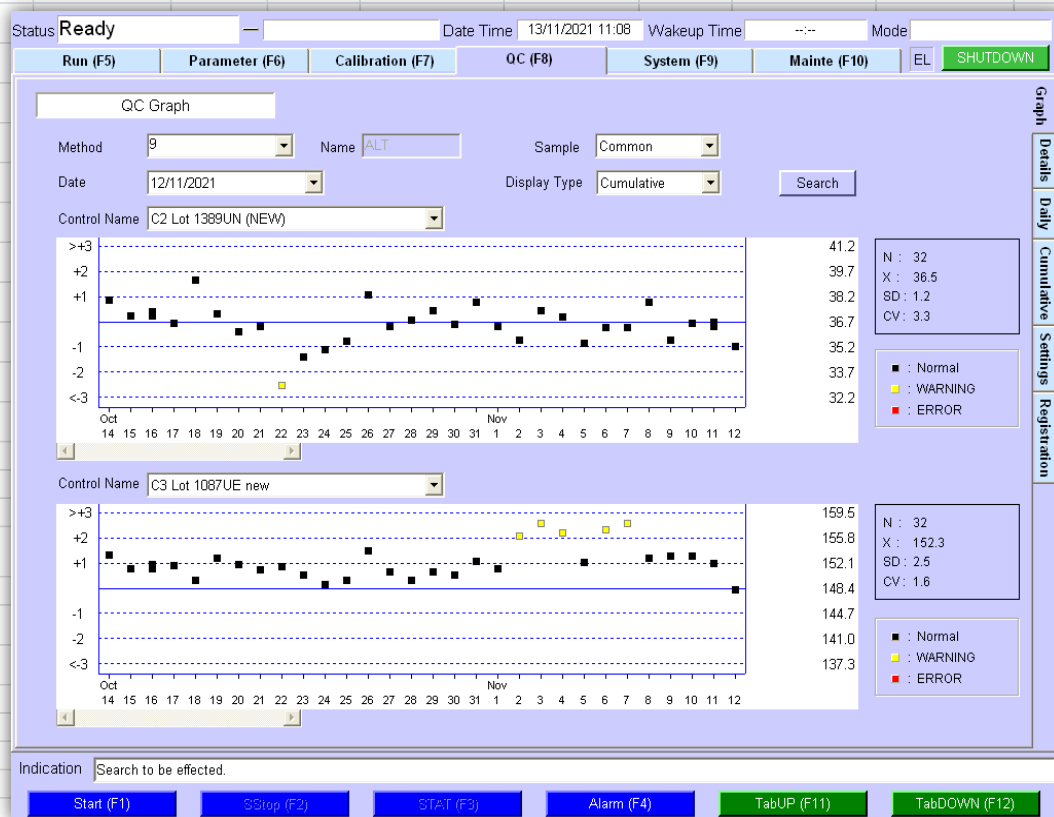 Status Ready — Date Time 13/11/2021 11:08 Wakeup Time --:-- Mode
Run (F5) Parameter (F6) Calibration (F7) QC (F8) System (F9) Mainte (F10) EL SHUTDOWN
QC Graph
Method 9 Name ALT Sample Common
Date 12/11/2021 Display Type Cumulative Search
Control Name C2 Lot 1389UN (NEW)
>+3 41.2
+2 39.7
+1 38.2
36.7
-1 35.2
-2 33.7
<-3 32.2
Oct Nov
14 15 16 17 18 19 20 21 22 23 24 25 26 27 28 29 30 31 1 2 3 4 5 6 7 8 9 10 11 12
N : 32
X : 36.5
SD : 1.2
CV : 3.3
: Normal
: WARNING
: ERROR
Control Name C3 Lot 1087UE new
>+3 159.5
+2 155.8
+1 152.1
148.4
-1 144.7
-2 141.0
<-3 137.3
Oct Nov
14 15 16 17 18 19 20 21 22 23 24 25 26 27 28 29 30 31 1 2 3 4 5 6 7 8 9 10 11 12
N : 32
X : 152.3
SD : 2.5
CV : 1.6
: Normal
: WARNING
: ERROR
Graph
Details
Daily
Cumulative
Settings
Registration
Indication Search to be effected.
Start (F1) SStop (F2) STAT (F3) Alarm (F4) TabUP (F11) TabDOWN (F12)